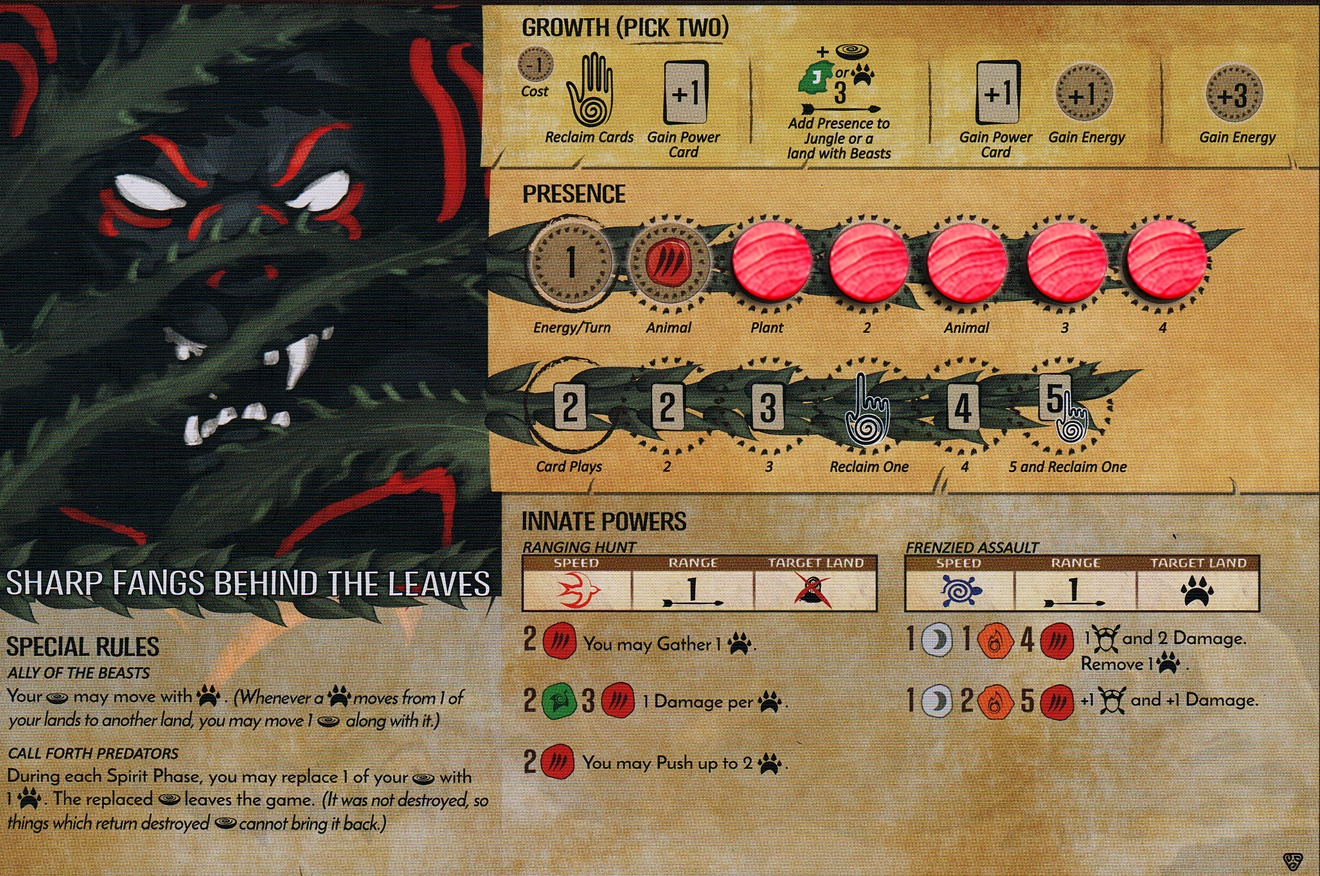 GROWTH (PICK TWO)
-1
Cost
Reclaim Cards
+1
Gain Power
Card
+
J or
3
Add Presence to
Jungle or a
land with Beasts
+1
Gain Power
Card
+1
Gain Energy
+3
Gain Energy
PRESENCE
1
Energy/Turn
Animal
Plant
2
Animal
3
4
2
2
3
4
5
Card Plays
2
3
Reclaim One
4
5 and Reclaim One
SHARP FANGS BEHIND THE LEAVES
SPECIAL RULES
ALLY OF THE BEASTS
Your may move with . (Whenever a moves from 1 of
your lands to another land, you may move 1 along with it.)
CALL FORTH PREDATORS
During each Spirit Phase, you may replace 1 of your with
1 . The replaced leaves the game. (It was not destroyed, so
things which return destroyed cannot bring it back.)
INNATE POWERS
RANGING HUNT
SPEED RANGE TARGET LAND
1
2 You may Gather 1 .
2 3 1 Damage per .
2 You may Push up to 2 .
FRENZIED ASSAULT
SPEED RANGE TARGET LAND
1
1 1 4 1 and 2 Damage.
Remove 1 .
1 2 5 +1 and +1 Damage.